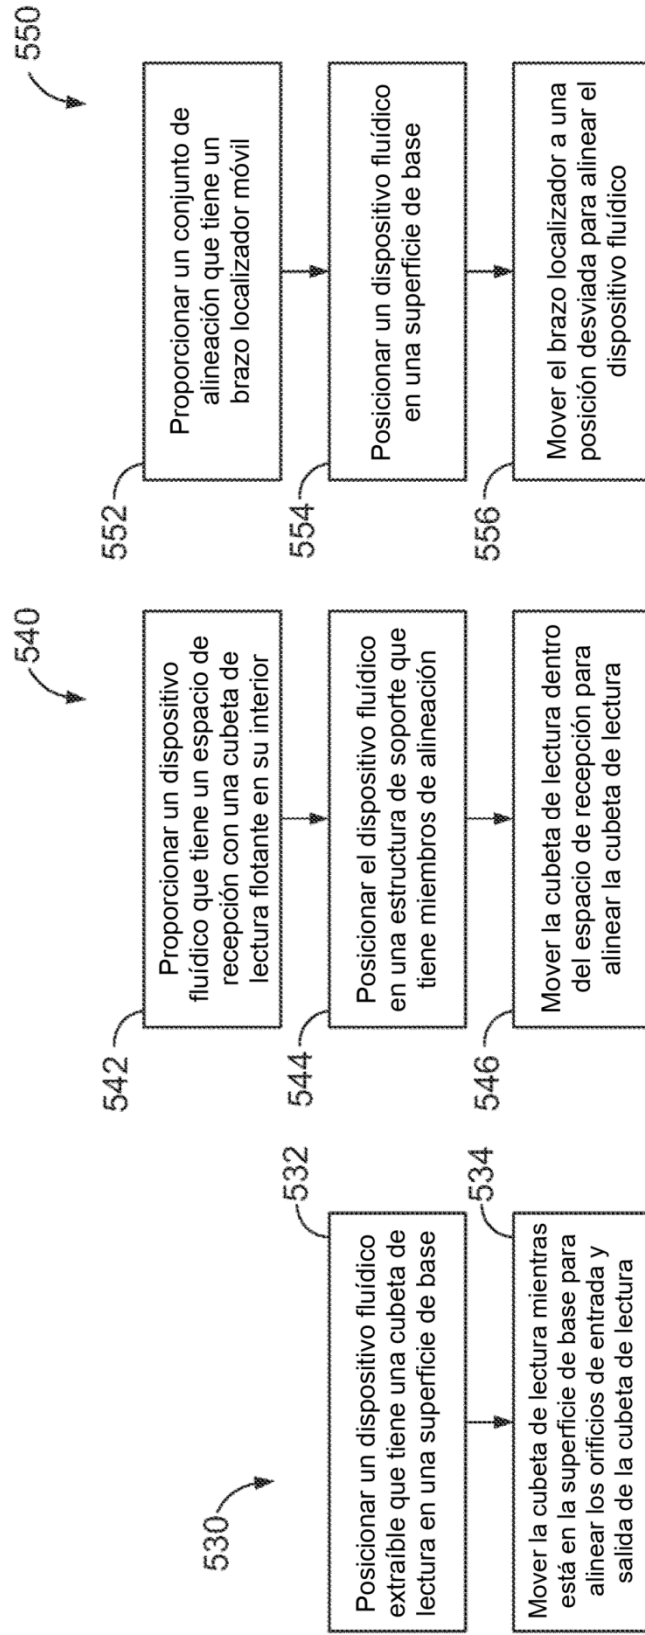 530
532
Posicionar un dispositivo fluídico
extraíble que tiene una cubeta de
lectura en una superficie de base
534
Mover la cubeta de lectura mientras
está en la superficie de base para
alinear los orificios de entrada y
salida de la cubeta de lectura
540
542
Proporcionar un dispositivo
fluídico que tiene un espacio de
recepción con una cubeta de
lectura flotante en su interior
544
Posicionar el dispositivo fluídico
en una estructura de soporte que
tiene miembros de alineación
546
Mover la cubeta de lectura dentro
del espacio de recepción para
alinear la cubeta de lectura
550
552
Proporcionar un conjunto de
alineación que tiene un
brazo localizador móvil
554
Posicionar un dispositivo fluídico
en una superficie de base
556
Mover el brazo localizador a una
posición desviada para alinear el
dispositivo fluídico